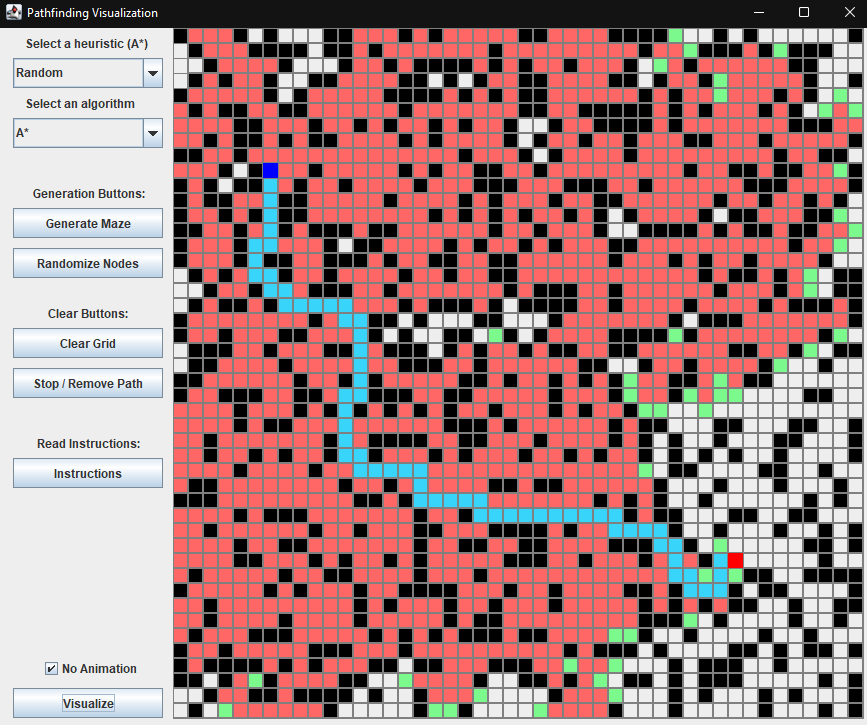 Pathfinding Visualization
Select a heuristic (A*)
Random
Select an algorithm
A*
Generation Buttons:
Generate Maze
Randomize Nodes
Clear Buttons:
Clear Grid
Stop / Remove Path
Read Instructions:
Instructions
No Animation
Visualize